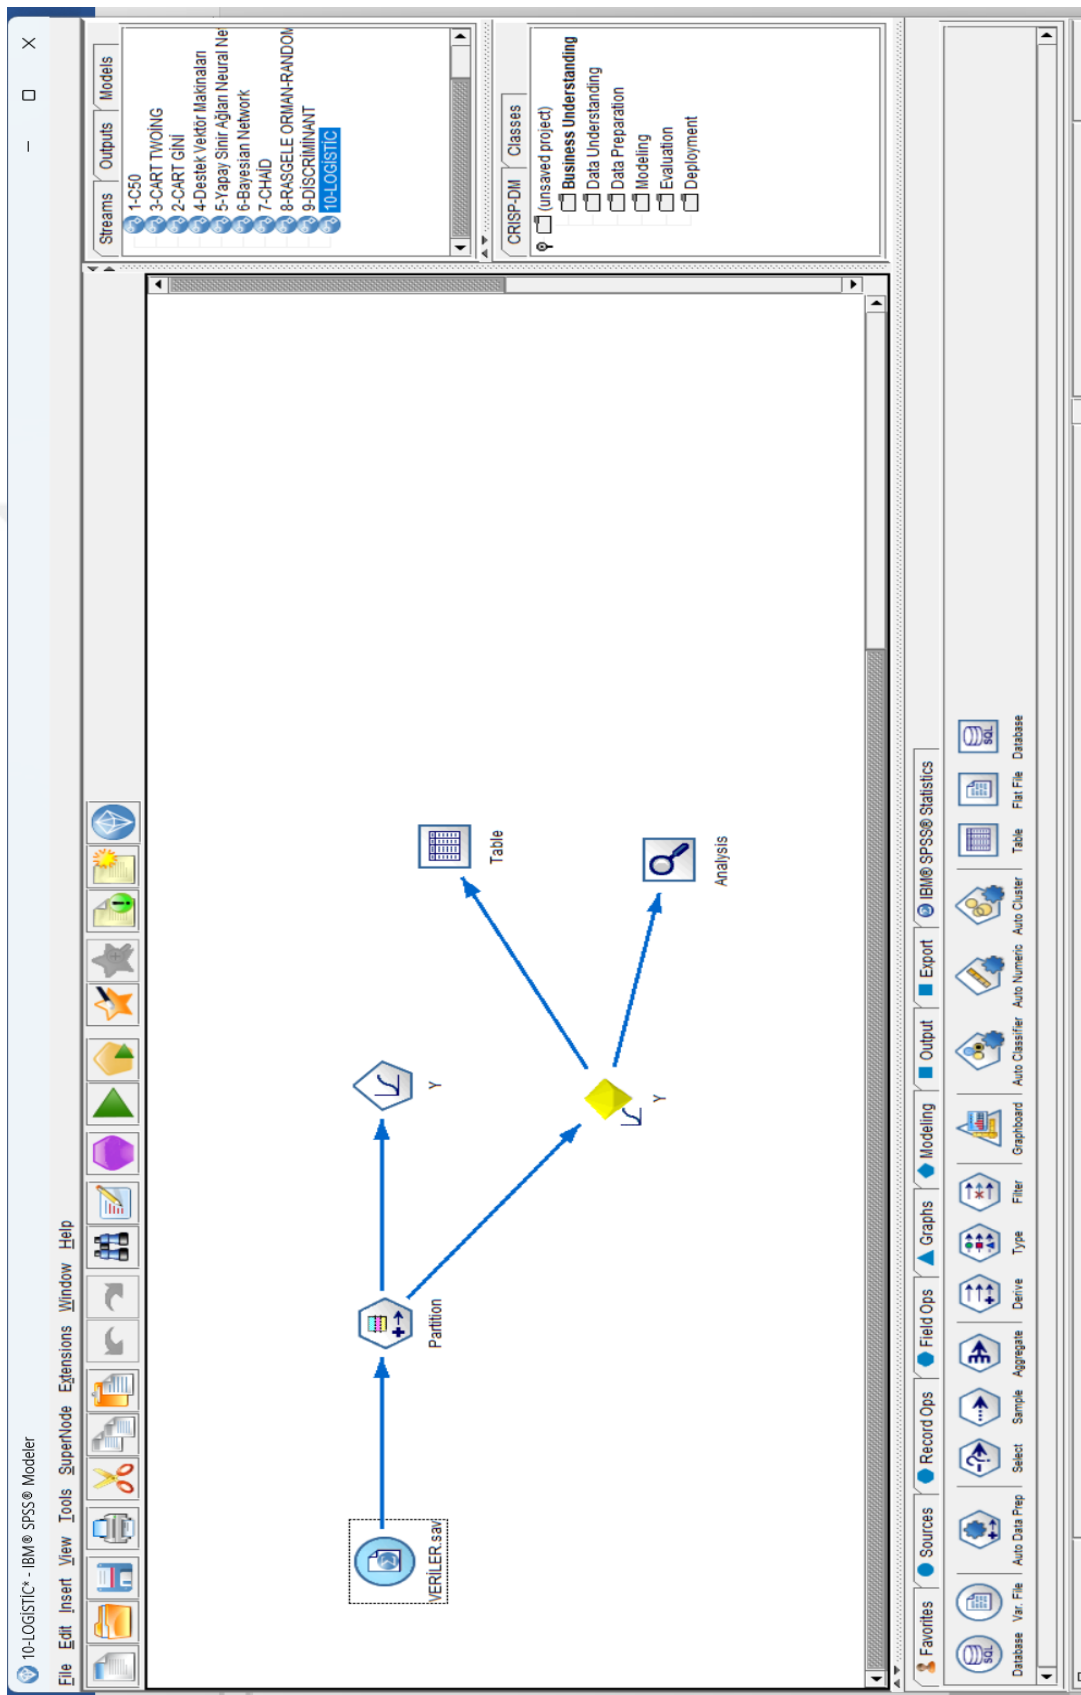 10-LOGİSTİC* - IBM® SPSS® Modeler
File Edit Insert View Tools SuperNode Extensions Window Help
VERİLER.sav
Partition
Y
Y
Table
Analysis
Streams Outputs Models
1-C50
3-CART TWOİNG
2-CART GİNİ
4-Destek Vektör Makinaları
5-Yapay Sinir Ağları Neural Ne
6-Bayesian Network
7-CHAİD
8-RASGELE ORMAN-RANDOM
9-DİSCRİMİNANT
10-LOGİSTİC
CRISP-DM Classes
(unsaved project)
Business Understanding
Data Understanding
Data Preparation
Modeling
Evaluation
Deployment
Favorites Sources Record Ops Field Ops Graphs Modeling Output Export IBM® SPSS® Statistics
SQL SQL
Database Var. File Auto Data Prep Select Sample Aggregate Derive Type Filter Graphboard Auto Classifier Auto Numeric Auto Cluster Table Flat File Database